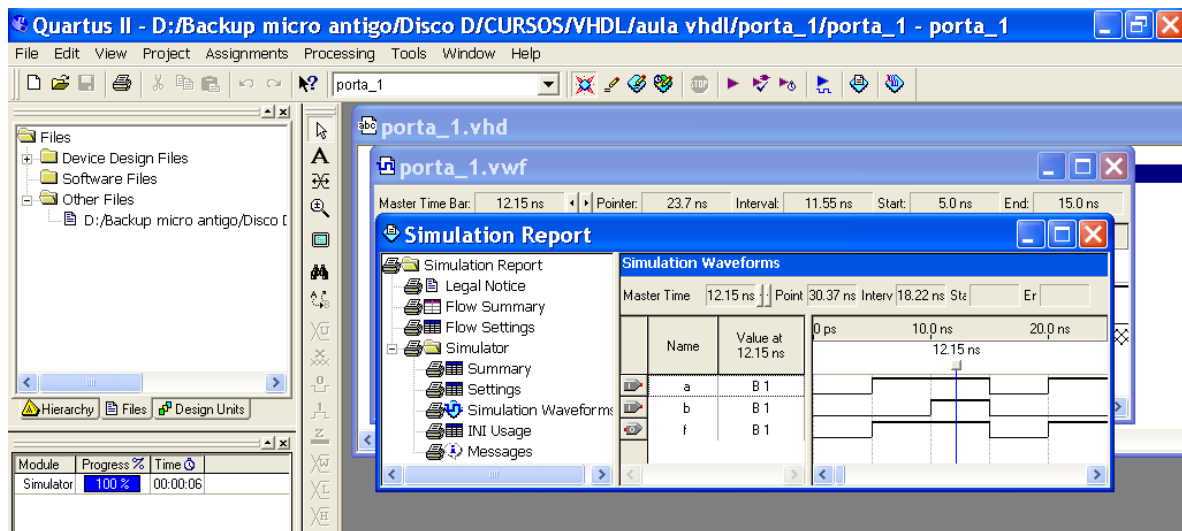 Quartus II - D:/Backup micro antigo/Disco D/CURSOS/VHDL/aula vhdl/porta_1/porta_1 - porta_1
File Edit View Project Assignments Processing Tools Window Help
porta_1
STOP
Files
Device Design Files
Software Files
Other Files
D:/Backup micro antigo/Disco D
Hierarchy Files Design Units
Module Progress % Time
Simulator 100 % 00:00:06
abc porta_1.vhd
porta_1.vwf
Master Time Bar: 12.15 ns Pointer: 23.7 ns Interval: 11.55 ns Start: 5.0 ns End: 15.0 ns
Simulation Report
Simulation Report
Legal Notice
Flow Summary
Flow Settings
Simulator
Summary
Settings
Simulation Waveforms
INI Usage
Messages
Simulation Waveforms
Master Time 12.15 ns Point 30.37 ns Interv 18.22 ns Sta Er
Name Value at 12.15 ns
0 ps 10.0 ns 20.0 ns
12.15 ns
a B 1
b B 1
f B 1